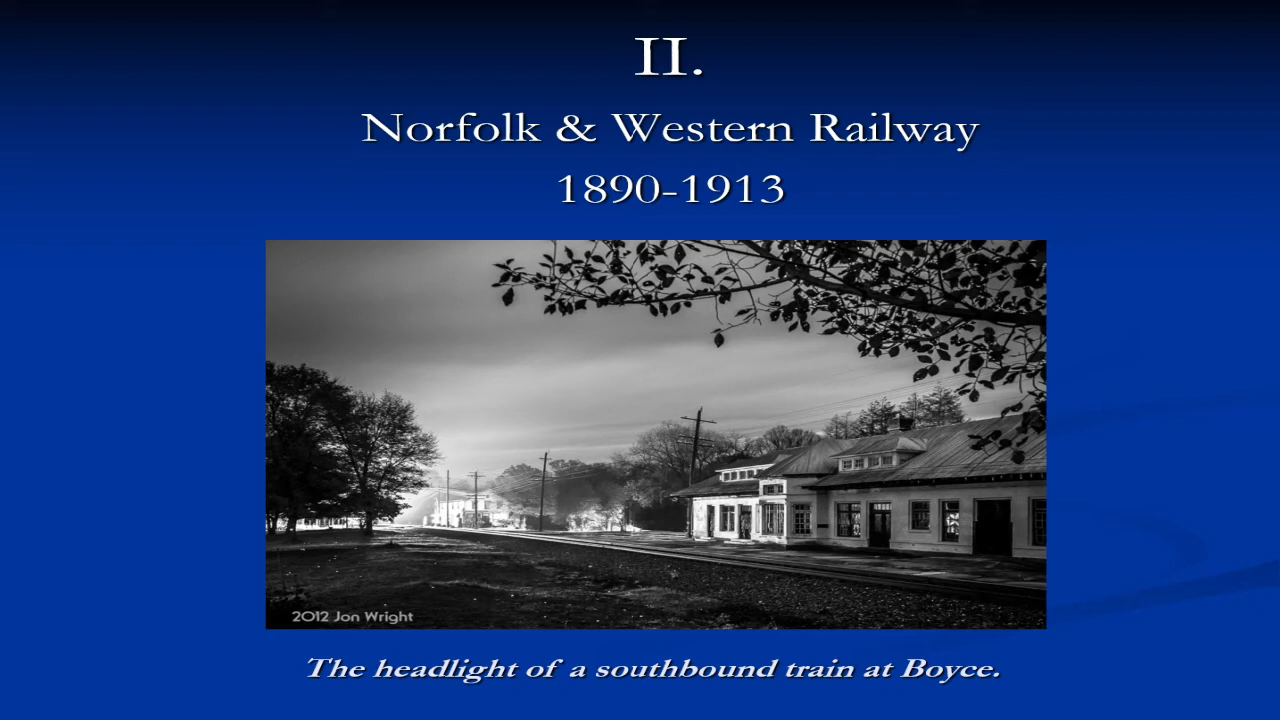 II.
Norfolk & Western Railway
1890-1913
2012 Jon Wright
The headlight of a southbound train at Boyce.